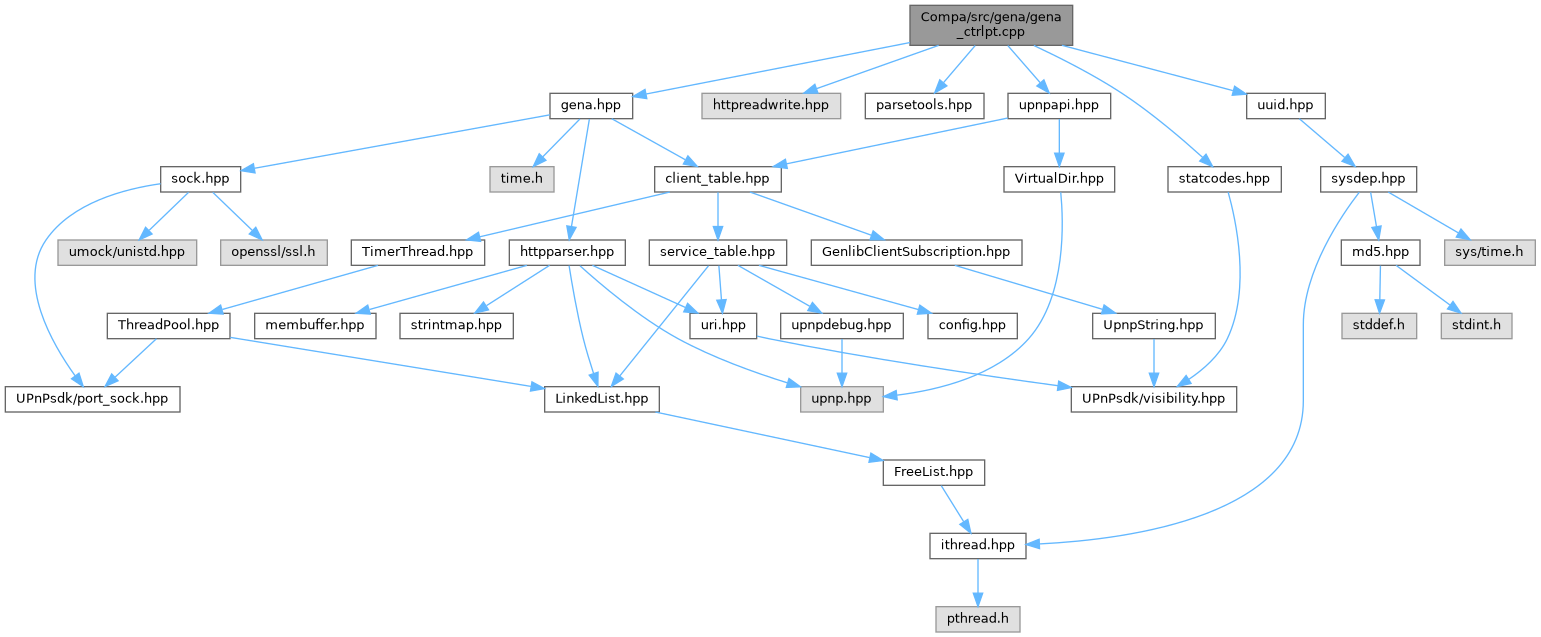 Compa/src/gena/gena
_ctrlpt.cpp
gena.hpp
httpreadwrite.hpp
parsetools.hpp
upnpapi.hpp
uuid.hpp
sock.hpp
time.h
client_table.hpp
VirtualDir.hpp
statcodes.hpp
sysdep.hpp
umock/unistd.hpp
openssl/ssl.h
TimerThread.hpp
httpparser.hpp
service_table.hpp
GenlibClientSubscription.hpp
md5.hpp
sys/time.h
ThreadPool.hpp
membuffer.hpp
strintmap.hpp
uri.hpp
upnpdebug.hpp
config.hpp
UpnpString.hpp
stddef.h
stdint.h
UPnPsdk/port_sock.hpp
LinkedList.hpp
upnp.hpp
UPnPsdk/visibility.hpp
FreeList.hpp
ithread.hpp
pthread.h